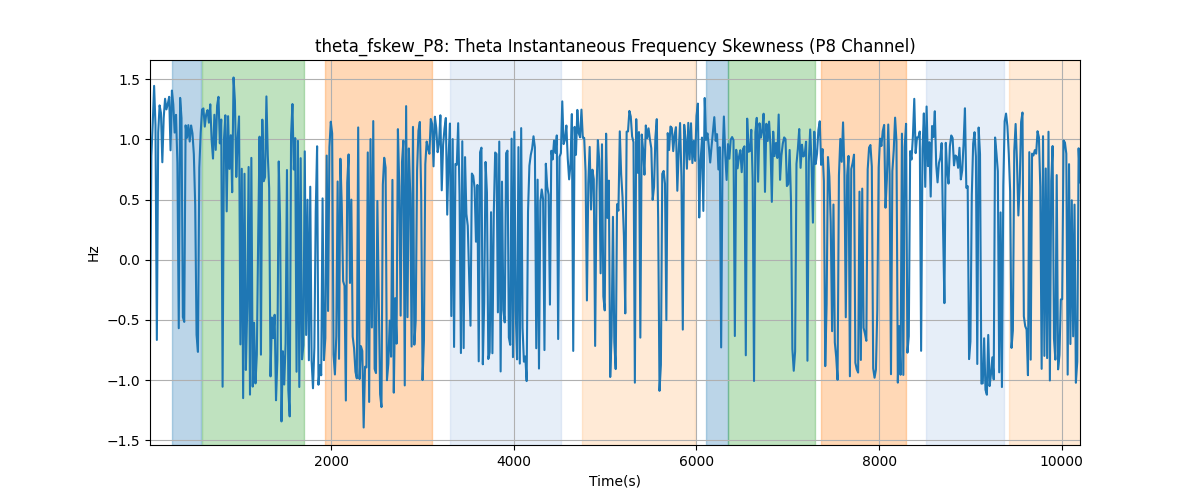 theta_fskew_P8: Theta Instantaneous Frequency Skewness (P8 Channel)
1.5
1.0
0.5
0.0
−0.5
−1.0
−1.5
Hz
2000 4000 6000 8000 10000
Time(s)